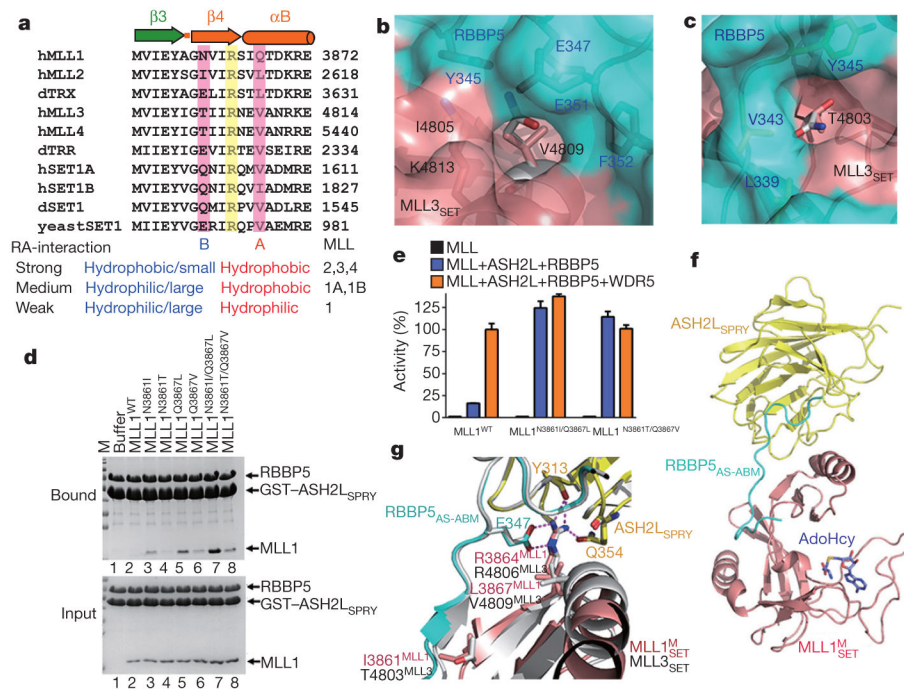 a
β3 β4 αB
hMLL1 MVIEYAGNVIRSIQTDKRE 3872
hMLL2 MVIEYAGIVIRSVLTDKRE 2618
dTRX MVIEYAGELIRSTLTDKRE 3631
hMLL3 MVIEYIGTIIRNEVANRKE 4814
hMLL4 MVIEYIGTIIRNEVANRKE 5440
dTRR MVIEYIGEVIRTEVSEIRE 2334
hSET1A MVIEYVGQNIRQMVADMRE 1611
hSET1B MVIEYVGQNIRQVIADMRE 1827
dSET1 MVIEYVGQMIRPVVADLRE 1545
yeastSET1 MIIEYVGERIRQPVAEMRE 981
RA-interaction B A MLL
Strong Hydrophobic/small Hydrophobic 2,3,4
Medium Hydrophilic/large Hydrophobic 1A,1B
Weak Hydrophilic/large Hydrophilic 1
b
RBBP5
E347
Y345
E351
I4805
V4809
F352
K4813
MLL3SET
c
RBBP5
Y345
V343
T4803
L339
MLL3SET
d
M
Buffer
MLL1WT
MLL1N3861I
MLL1N3861T
MLL1Q3867L
MLL1Q3867V
MLL1N3861I/Q3867L
MLL1N3861T/Q3867V
Bound
RBBP5
GST–ASH2LSPRY
MLL1
1 2 3 4 5 6 7 8
Input
RBBP5
GST–ASH2LSPRY
MLL1
1 2 3 4 5 6 7 8
e
MLL
MLL+ASH2L+RBBP5
MLL+ASH2L+RBBP5+WDR5
Activity (%)
125
100
75
50
25
0
MLL1WT MLL1N3861I/Q3867L MLL1N3861T/Q3867V
f
ASH2LSPRY
RBBP5AS-ABM
AdoHcy
MLL1MSET
g
Y313
RBBP5AS-ABM
E347
ASH2LSPRY
Q354
R3864MLL1
R4806MLL3
L3867MLL1
V4809MLL3
I3861MLL1
T4803MLL3
MLL1MSET
MLL3SET